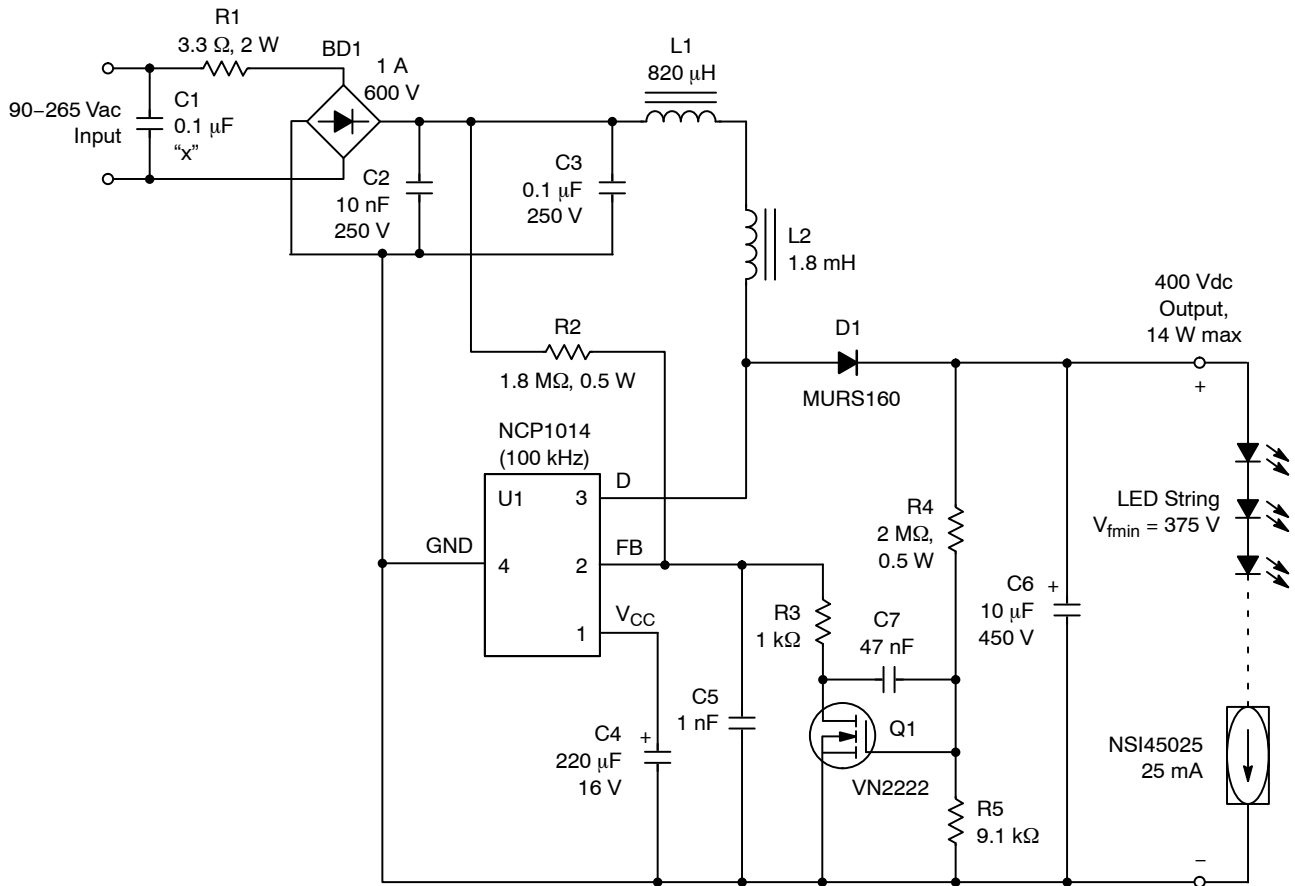 R1
3.3 Ω, 2 W
BD1
1 A
600 V
L1
820 μH
90–265 Vac
Input
C1
0.1 μF
“x”
C2
10 nF
250 V
C3
0.1 μF
250 V
L2
1.8 mH
R2
1.8 MΩ, 0.5 W
D1
MURS160
400 Vdc
Output,
14 W max
+
NCP1014
(100 kHz)
U1
3
D
GND
4
2
FB
1
VCC
R4
2 MΩ,
0.5 W
LED String
Vfmin = 375 V
R3
1 kΩ
C7
47 nF
C6
10 μF
450 V
+
C5
1 nF
C4
220 μF
16 V
+
Q1
VN2222
NSI45025
25 mA
R5
9.1 kΩ
–